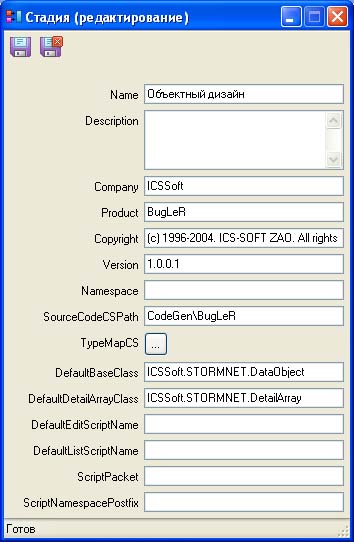 Стадия (редактирование)
Name Объектный дизайн
Description
Company ICSSoft
Product BugLeR
Copyright (c) 1996-2004. ICS-SOFT ZAO. All rights
Version 1.0.0.1
Namespace
SourceCodeCSPath CodeGen\BugLeR
TypeMapCS ...
DefaultBaseClass ICSSoft.STORMNET.DataObject
DefaultDetailArrayClass ICSSoft.STORMNET.DetailArray
DefaultEditScriptName
DefaultListScriptName
ScriptPacket
ScriptNamespacePostfix
Готов